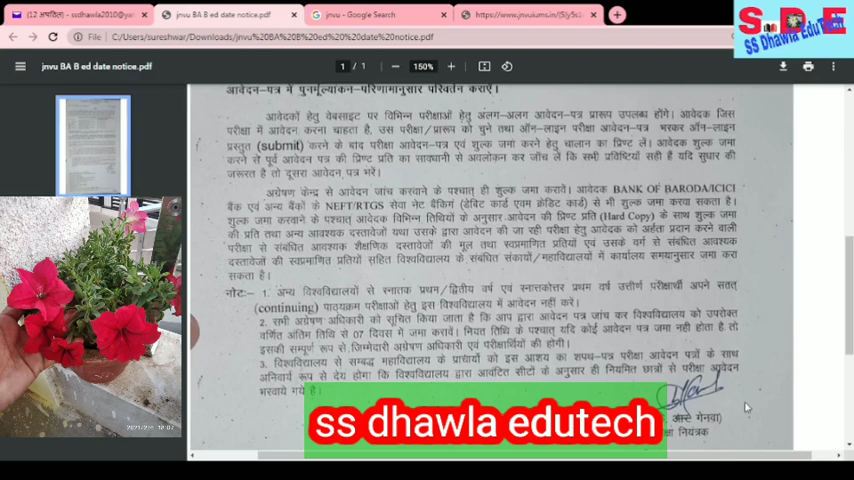 (12 अपठित) - ssdhawla2010@ya
jnvu BA B ed date notice.pdf
jnvu - Google Search
https://www.jnvuiums.in/(S(y5s1
File
C:/Users/sureshwar/Downloads/jnvu%20BA%20B%20ed%20%20date%20notice.pdf
S D E
SS Dhawla EduTech
jnvu BA B ed date notice.pdf
1 / 1
150%
आवेदन-पत्र में पुनर्मूल्यांकन-परिणामानुसार परिवर्तन कराएँ।
आवेदकों हेतु वेबसाइट पर विभिन्न परीक्षाओं हेतु अलग-अलग आवेदन-पत्र प्रारूप उपलब्ध होंगे। आवेदक जिस
परीक्षा में आवेदन करना चाहता है, उस परीक्षा/प्रारूप को चुने तथा ऑन-लाइन परीक्षा आवेदन-पत्र भरकर ऑन-लाइन
प्रस्तुत (submit) करने के बाद परीक्षा आवेदन-पत्र एवं शुल्क जमा करने हेतु चालान का प्रिण्ट लें। आवेदक शुल्क जमा
करने से पूर्व आवेदन पत्र की प्रिण्ट प्रति का सावधानी से अवलोकन कर जाँच लें कि सभी प्रविष्टियाँ सही हैं यदि सुधार की
जरूरत है तो दूसरा आवेदन पत्र भरें।
अग्रेषण केन्द्र से आवेदन जांच करवाने के पश्चात् ही शुल्क जमा करावें। आवेदक BANK OF BARODA/ICICI
बैंक एवं अन्य बैंकों के NEFT/RTGS सेवा नेट बैंकिंग (डेबिट कार्ड एवम क्रेडिट कार्ड) से भी शुल्क जमा करवा सकता है।
शुल्क जमा करवाने के पश्चात् आवेदक विभिन्न तिथियों के अनुसार आवेदन की प्रिण्ट प्रति (Hard Copy) के साथ शुल्क जमा
की प्रति तथा अन्य आवश्यक दस्तावेजों यथा उसके द्वारा आवेदन की जा रही परीक्षा हेतु आवेदक को अर्हता प्रदान करने वाली
परीक्षा से संबंधित आवश्यक शैक्षणिक दस्तावेजों की मूल तथा स्वप्रमाणित प्रतियाँ एवं उसके वर्ग से संबंधित आवश्यक
दस्तावेजों की स्वप्रमाणित प्रतियाँ सहित विश्वविद्यालय के संबंधित संकायों/महाविद्यालयों में कार्यालय समयानुसार जमा करा
सकता है।
नोटः- 1. अन्य विश्वविद्यालयों से स्नातक प्रथम/द्वितीय वर्ष एवं स्नात्तकोत्तर प्रथम वर्ष उत्तीर्ण परीक्षार्थी अपने सतत्
(continuing) पाठ्यक्रम परीक्षाओं हेतु इस विश्वविद्यालय में आवेदन नहीं करे।
2. सभी अग्रेषण अधिकारी को सूचित किया जाता है कि आप द्वारा आवेदन पत्र जांच कर विश्वविद्यालय को उपरोक्त
वर्णित अंतिम तिथि से 07 दिवस में जमा करावें। नियत तिथि के पश्चात् यदि कोई आवेदन पत्र जमा नही होता है तो
इसकी सम्पूर्ण रूप से जिम्मेदारी अग्रेषण अधिकारी एवं परीक्षार्थियों की होगी।
3. विश्वविद्यालय से सम्बद्ध महाविद्यालय के प्राचार्यों को इस आशय का शपथ-पत्र परीक्षा आवेदन पत्रों के साथ
अनिवार्य रूप से देय होगा कि विश्वविद्यालय द्वारा आवंटित सीटों के अनुसार ही नियमित छात्रों से परीक्षा आवेदन
भरवाये गये है।
गेनवा)
नियंत्रक
ss dhawla edutech